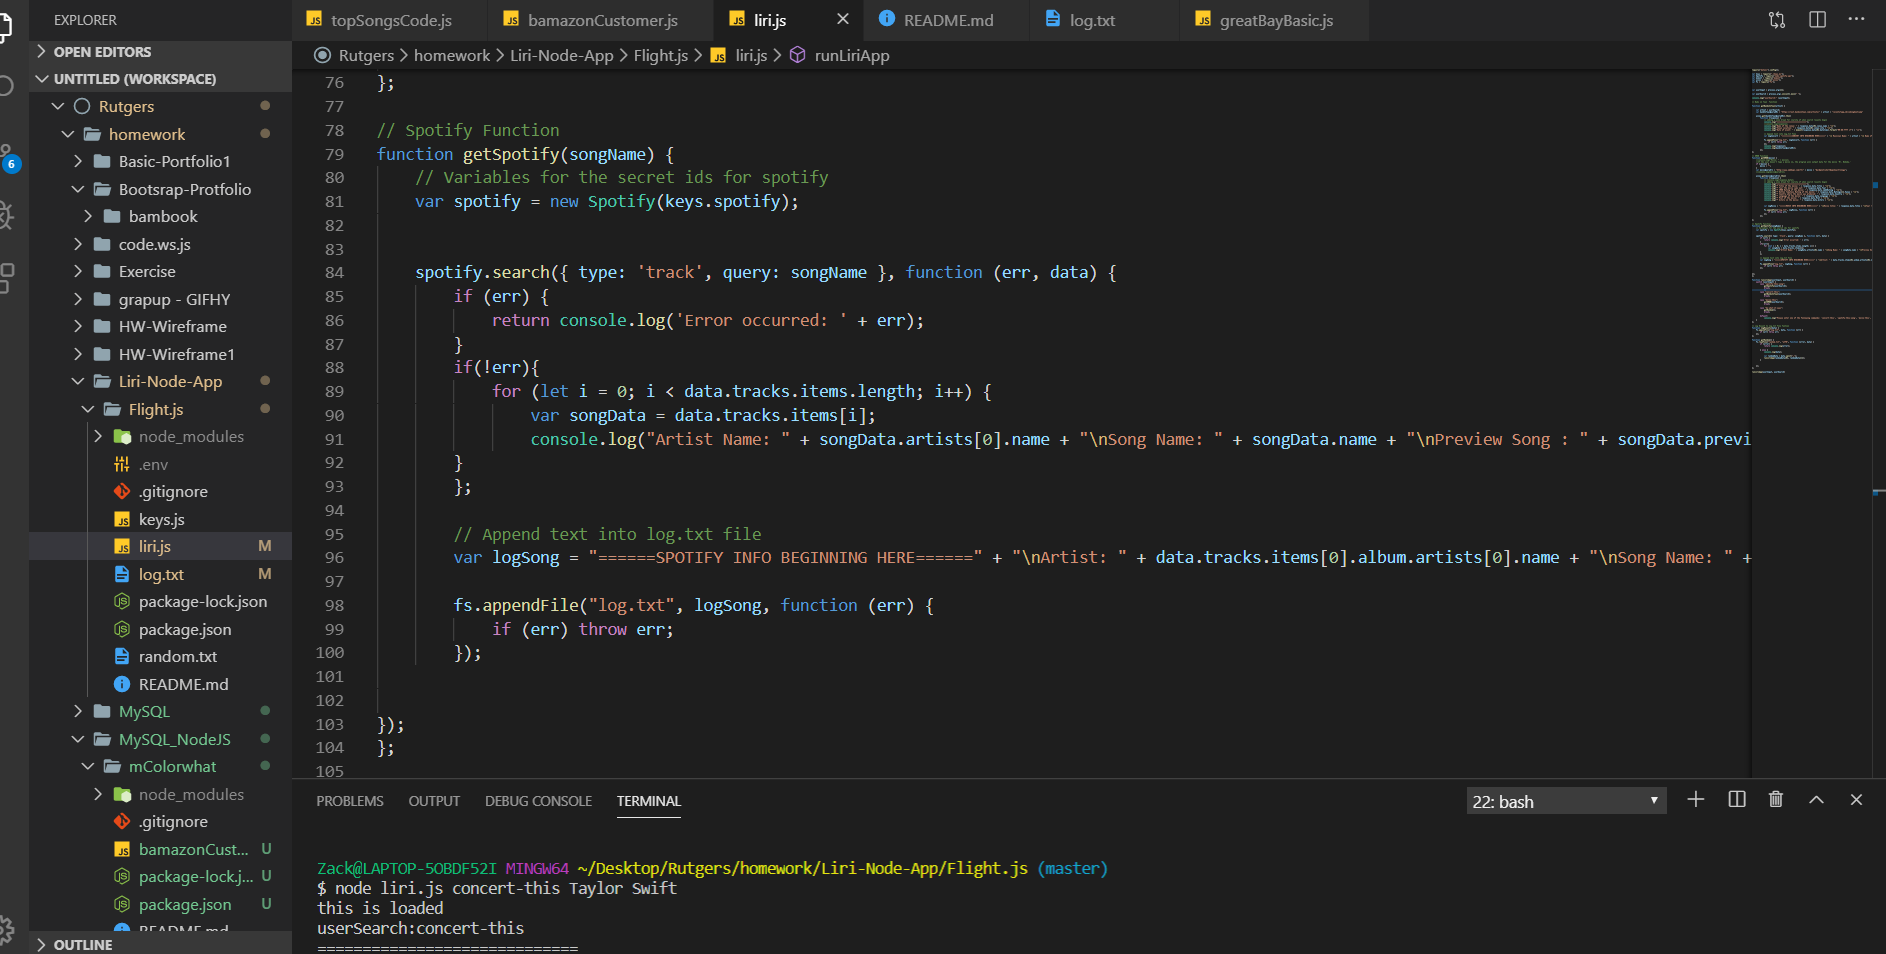 EXPLORER
OPEN EDITORS
UNTITLED (WORKSPACE)
Rutgers
homework
Basic-Portfolio1
Bootsrap-Protfolio
bambook
code.ws.js
Exercise
grapup - GIFHY
HW-Wireframe
HW-Wireframe1
Liri-Node-App
Flight.js
node_modules
.env
.gitignore
keys.js
liri.js M
log.txt M
package-lock.json
package.json
random.txt
README.md
MySQL
MySQL_NodeJS
mColorwhat
node_modules
.gitignore
bamazonCust... U
package-lock.j... U
package.json U
README.md
OUTLINE
6
topSongsCode.js bamazonCustomer.js liri.js README.md log.txt greatBayBasic.js
Rutgers > homework > Liri-Node-App > Flight.js > liri.js > runLiriApp
76 };
77
78 // Spotify Function
79 function getSpotify(songName) {
80 // Variables for the secret ids for spotify
81 var spotify = new Spotify(keys.spotify);
82
83
84 spotify.search({ type: 'track', query: songName }, function (err, data) {
85 if (err) {
86 return console.log('Error occurred: ' + err);
87 }
88 if(!err){
89 for (let i = 0; i < data.tracks.items.length; i++) {
90 var songData = data.tracks.items[i];
91 console.log("Artist Name: " + songData.artists[0].name + "\nSong Name: " + songData.name + "\nPreview Song : " + songData.previ
92 }
93 };
94
95 // Append text into log.txt file
96 var logSong = "======SPOTIFY INFO BEGINNING HERE======" + "\nArtist: " + data.tracks.items[0].album.artists[0].name + "\nSong Name: " +
97
98 fs.appendFile("log.txt", logSong, function (err) {
99 if (err) throw err;
100 });
101
102
103 });
104 };
105
PROBLEMS OUTPUT DEBUG CONSOLE TERMINAL 22: bash
Zack@LAPTOP-5OBDF52I MINGW64 ~/Desktop/Rutgers/homework/Liri-Node-App/Flight.js (master)
$ node liri.js concert-this Taylor Swift
this is loaded
userSearch:concert-this
=============================